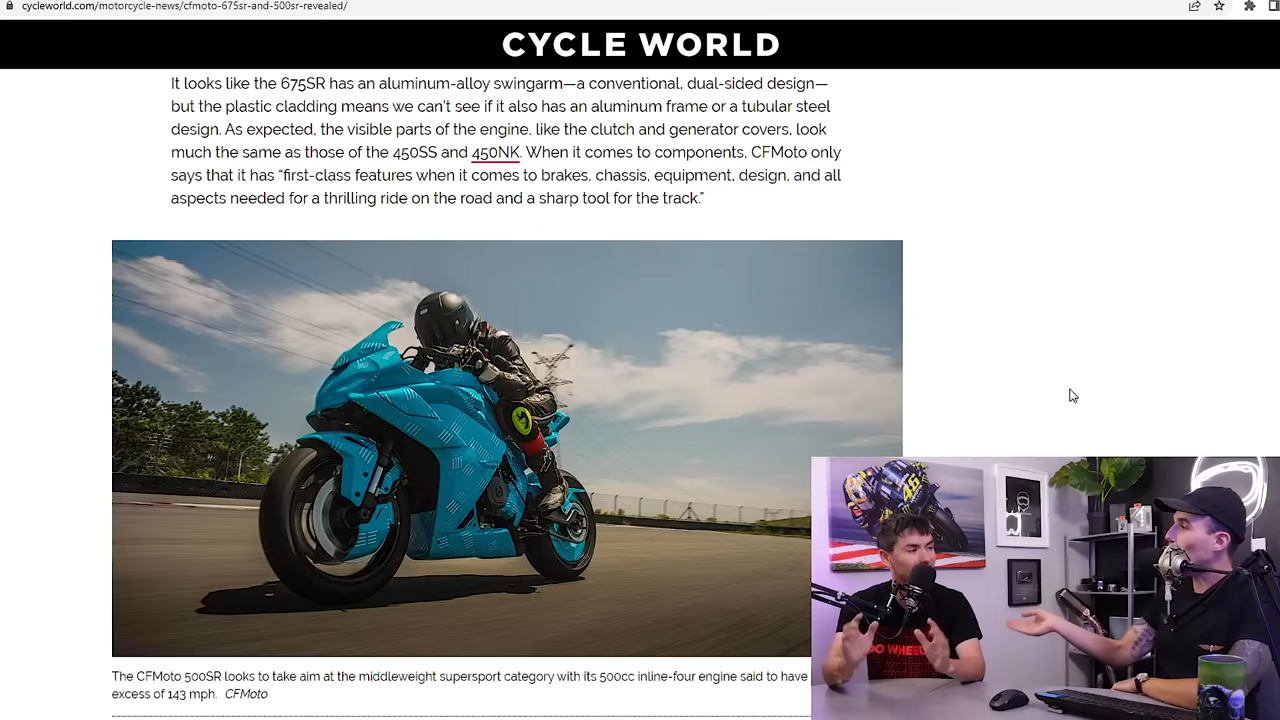 cycleworld.com/motorcycle-news/cfmoto-675sr-and-500sr-revealed/
CYCLE WORLD
It looks like the 675SR has an aluminum-alloy swingarm—a conventional, dual-sided design—
but the plastic cladding means we can't see if it also has an aluminum frame or a tubular steel
design. As expected, the visible parts of the engine, like the clutch and generator covers, look
much the same as those of the 450SS and 450NK. When it comes to components, CFMoto only
says that it has “first-class features when it comes to brakes, chassis, equipment, design, and all
aspects needed for a thrilling ride on the road and a sharp tool for the track.”
46
The CFMoto looks to take aim at the middleweight supersport category with its 500cc inline-four engine said to have
excess of 143 mph. CFMoto